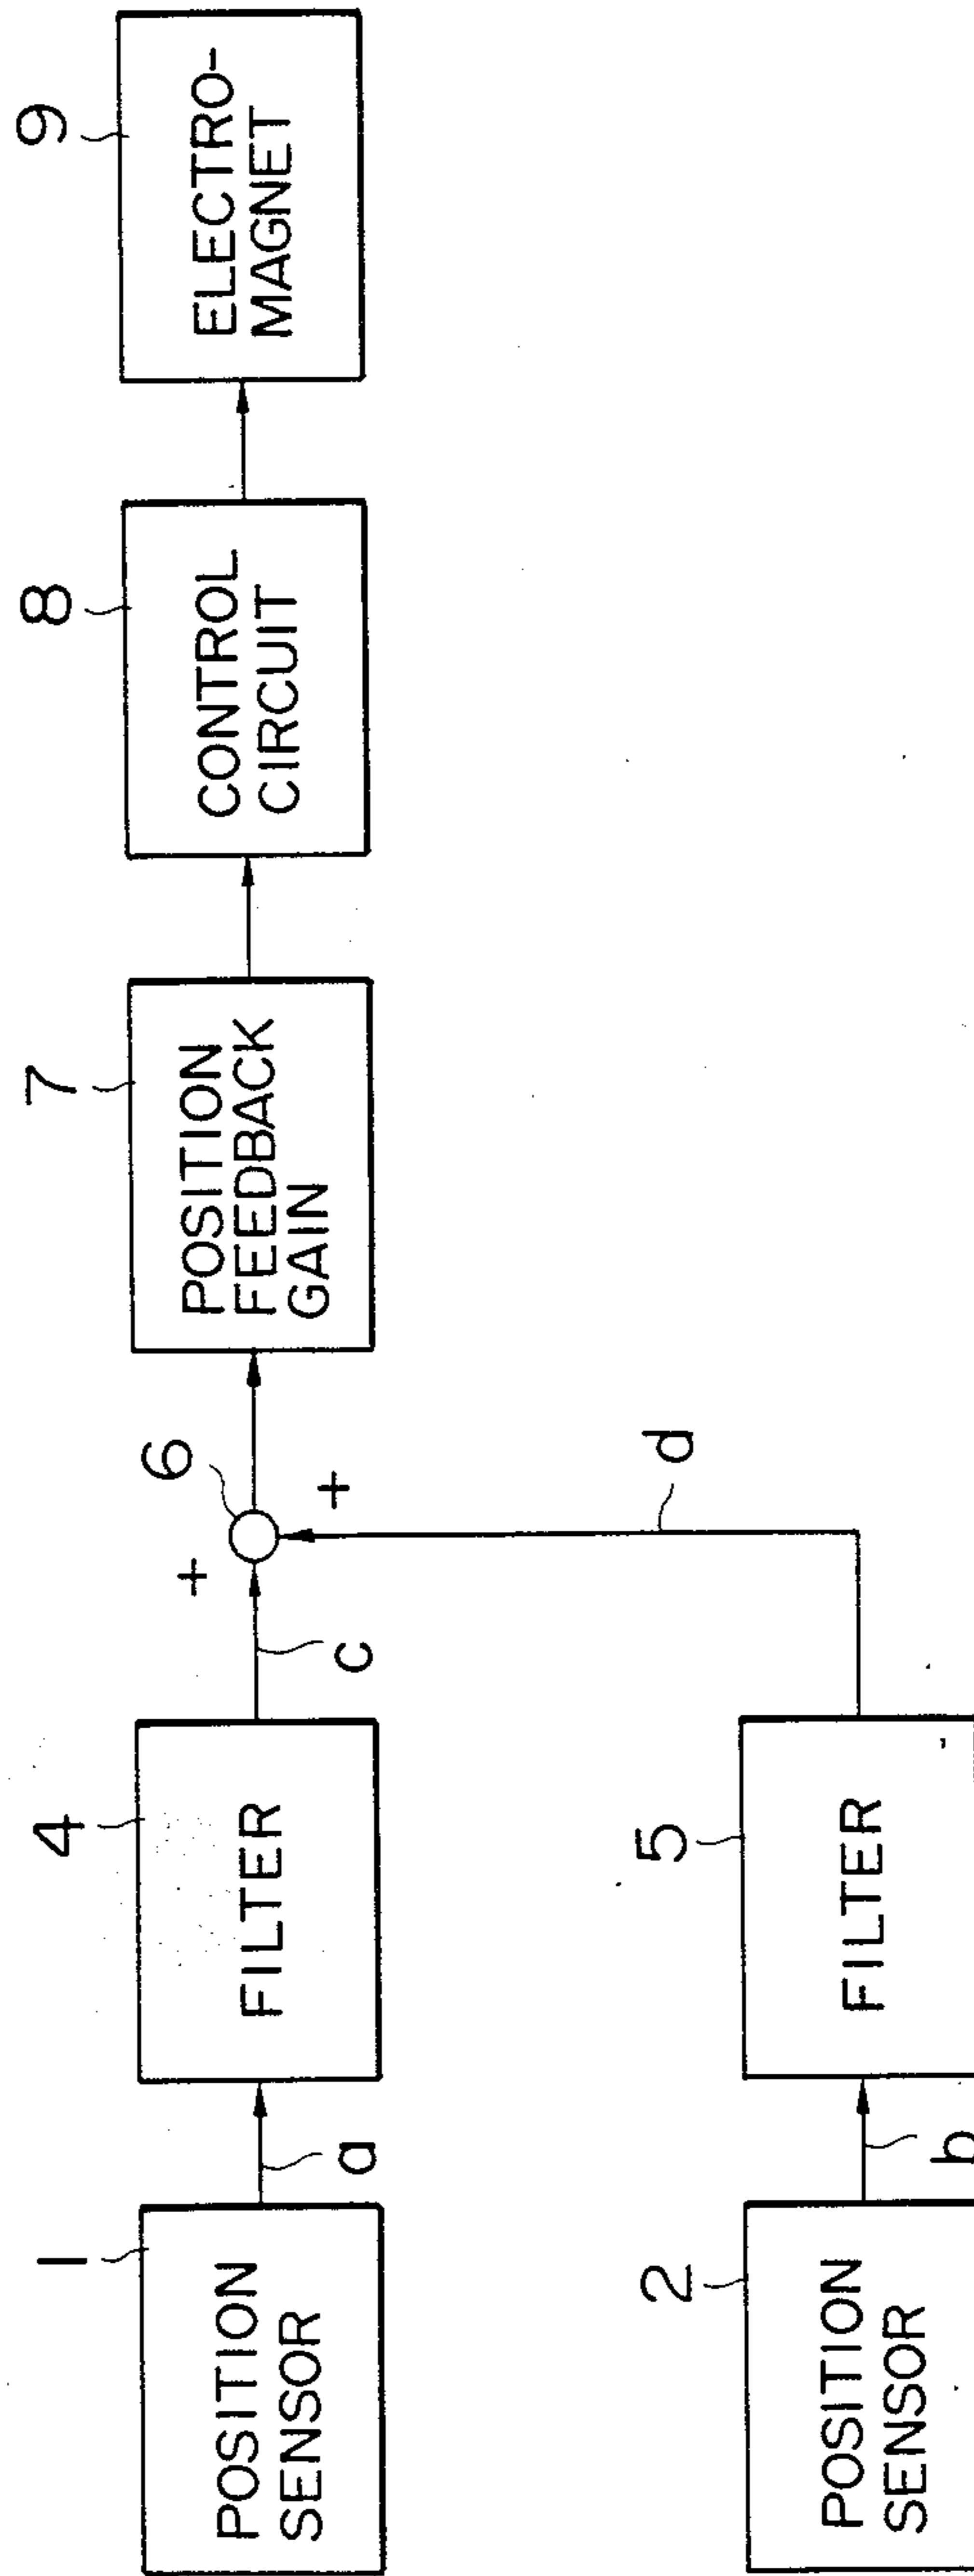 1
POSITION
SENSOR
a
4
FILTER
c
+
6
+
7
POSITION
FEEDBACK
GAIN
8
CONTROL
CIRCUIT
9
ELECTRO-
MAGNET
2
POSITION
SENSOR
b
5
FILTER
d